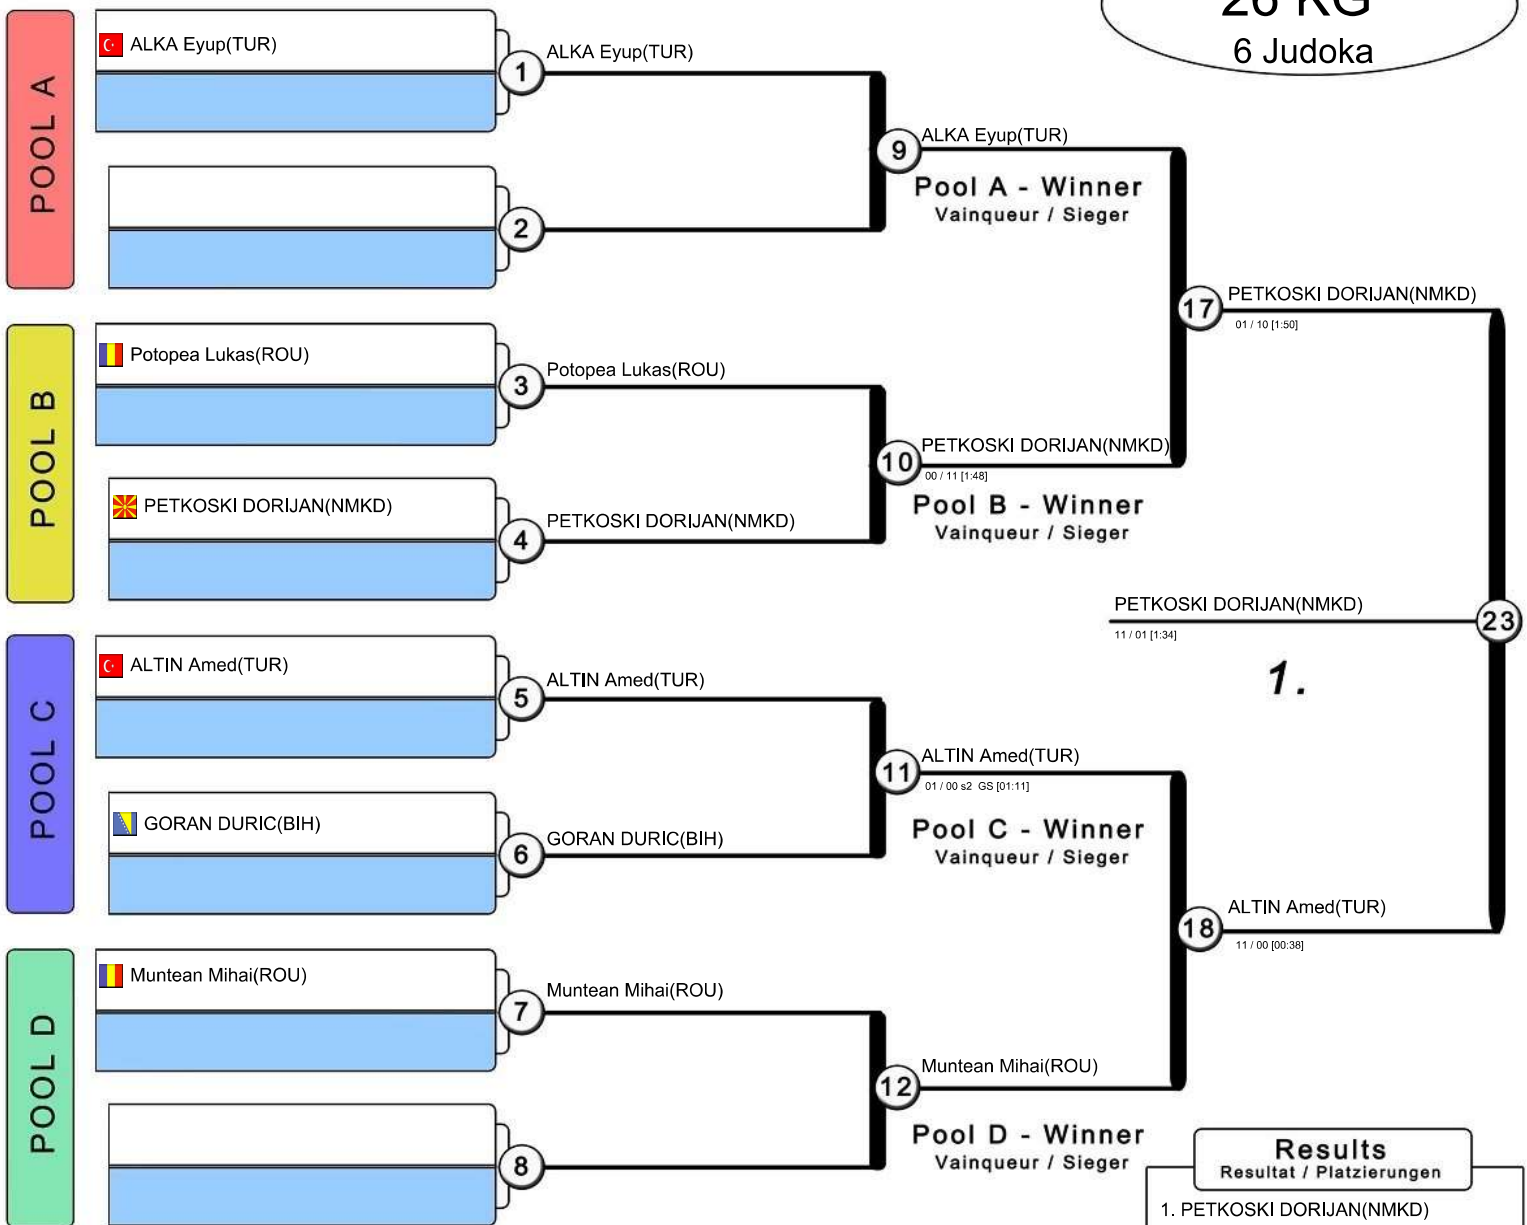 26 KG
6 Judoka
POOL A
ALKA Eyup(TUR)
1
ALKA Eyup(TUR)
2
9
ALKA Eyup(TUR)
Pool A - Winner
Vainqueur / Sieger
POOL B
Potopea Lukas(ROU)
3
Potopea Lukas(ROU)
PETKOSKI DORIJAN(NMKD)
4
PETKOSKI DORIJAN(NMKD)
10
PETKOSKI DORIJAN(NMKD)
00 / 11 [1:48]
Pool B - Winner
Vainqueur / Sieger
17
PETKOSKI DORIJAN(NMKD)
01 / 10 [1:50]
PETKOSKI DORIJAN(NMKD)
11 / 01 [1:34]
23
1.
POOL C
ALTIN Amed(TUR)
5
ALTIN Amed(TUR)
GORAN DURIC(BIH)
6
GORAN DURIC(BIH)
11
ALTIN Amed(TUR)
01 / 00 s2 GS [01:11]
Pool C - Winner
Vainqueur / Sieger
18
ALTIN Amed(TUR)
11 / 00 [00:38]
POOL D
Muntean Mihai(ROU)
7
Muntean Mihai(ROU)
8
12
Muntean Mihai(ROU)
Pool D - Winner
Vainqueur / Sieger
Results
Resultat / Platzierungen
1. PETKOSKI DORIJAN(NMKD)